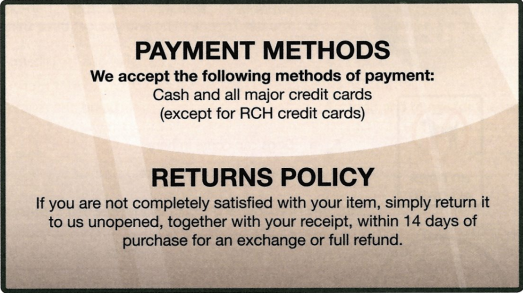 PAYMENT METHODS
We accept the following methods of payment:
Cash and all major credit cards
(except for RCH credit cards)
RETURNS POLICY
If you are not completely satisfied with your item, simply return it
to us unopened, together with your receipt, within 14 days of
purchase for an exchange or full refund.